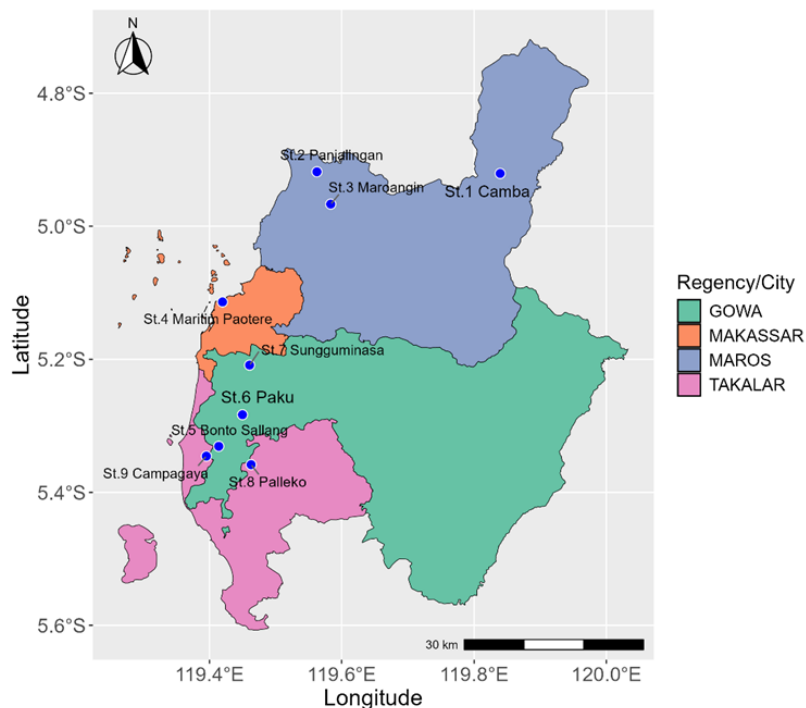 N
4.8°S
5.0°S
5.2°S
5.4°S
5.6°S
Latitude
St.2 Panjalingan
St.3 Maroangin
St.1 Camba
St.4 Maritim Paotere
St.7 Sungguminasa
St.6 Paku
St.5 Bonto Sallang
St.9 Campagaya
St.8 Palleko
30 km
119.4°E
119.6°E
119.8°E
120.0°E
Longitude
Regency/City
GOWA
MAKASSAR
MAROS
TAKALAR